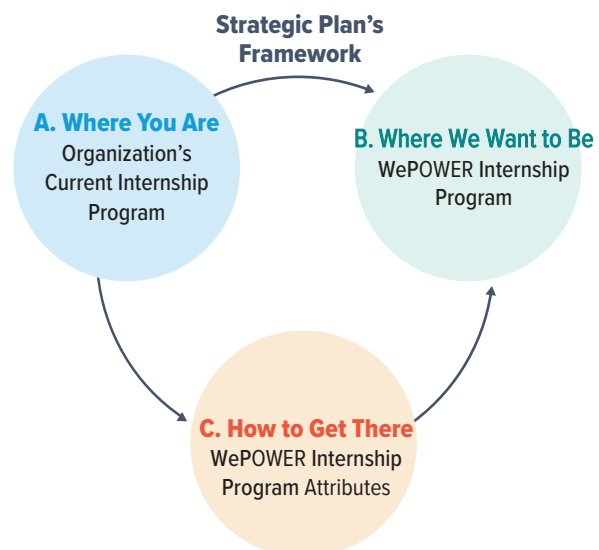 Strategic Plan’s
Framework
A. Where You Are
Organization’s
Current Internship
Program
B. Where We Want to Be
WePOWER Internship
Program
C. How to Get There
WePOWER Internship
Program Attributes